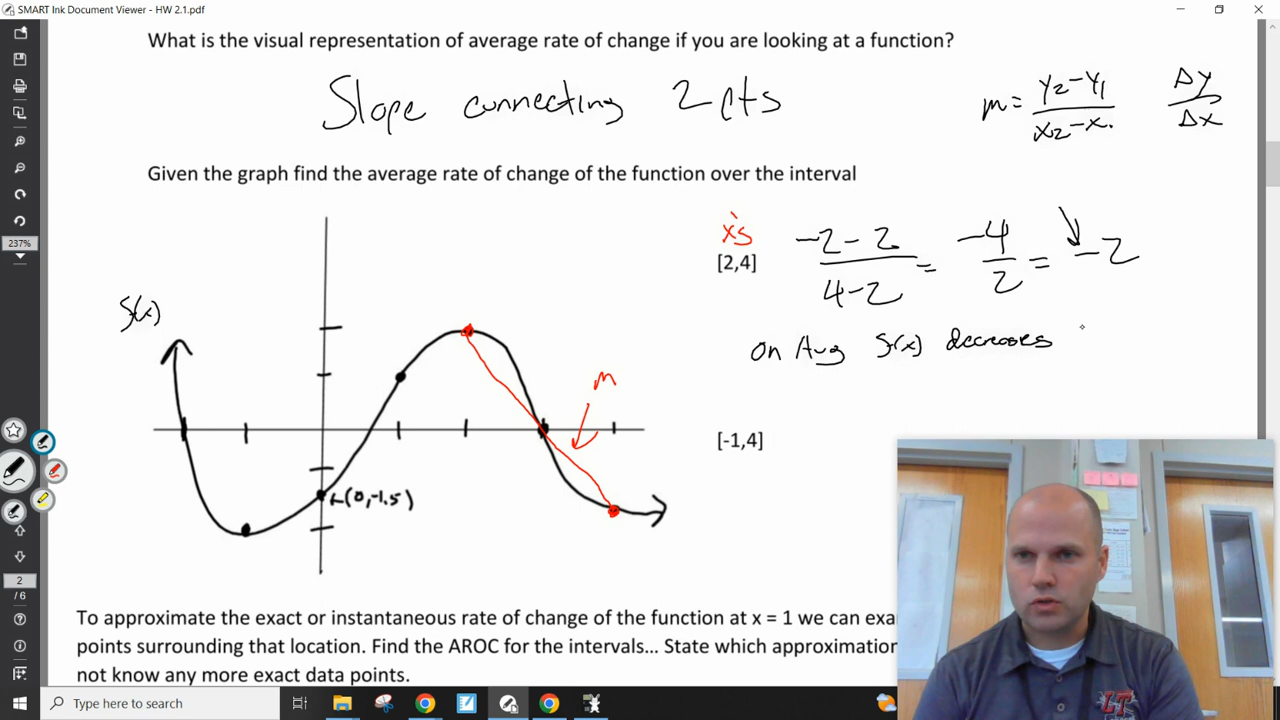 SMART Ink Document Viewer - HW 2.1.pdf
What is the visual representation of average rate of change if you are looking at a function?
Slope connecting 2 pts
m = y2-y1 / x2-x1
Δy / Δx
Given the graph find the average rate of change of the function over the interval
x's
[2,4]
-2-2 / 4-2 = -4 / 2 = -2
f(x)
on Avg f(x) decreases
m
[-1,4]
(0,-1.5)
To approximate the exact or instantaneous rate of change of the function at x = 1 we can exa
points surrounding that location. Find the AROC for the intervals... State which approximation
not know any more exact data points.
237%
2
/ 6
LT
Type here to search